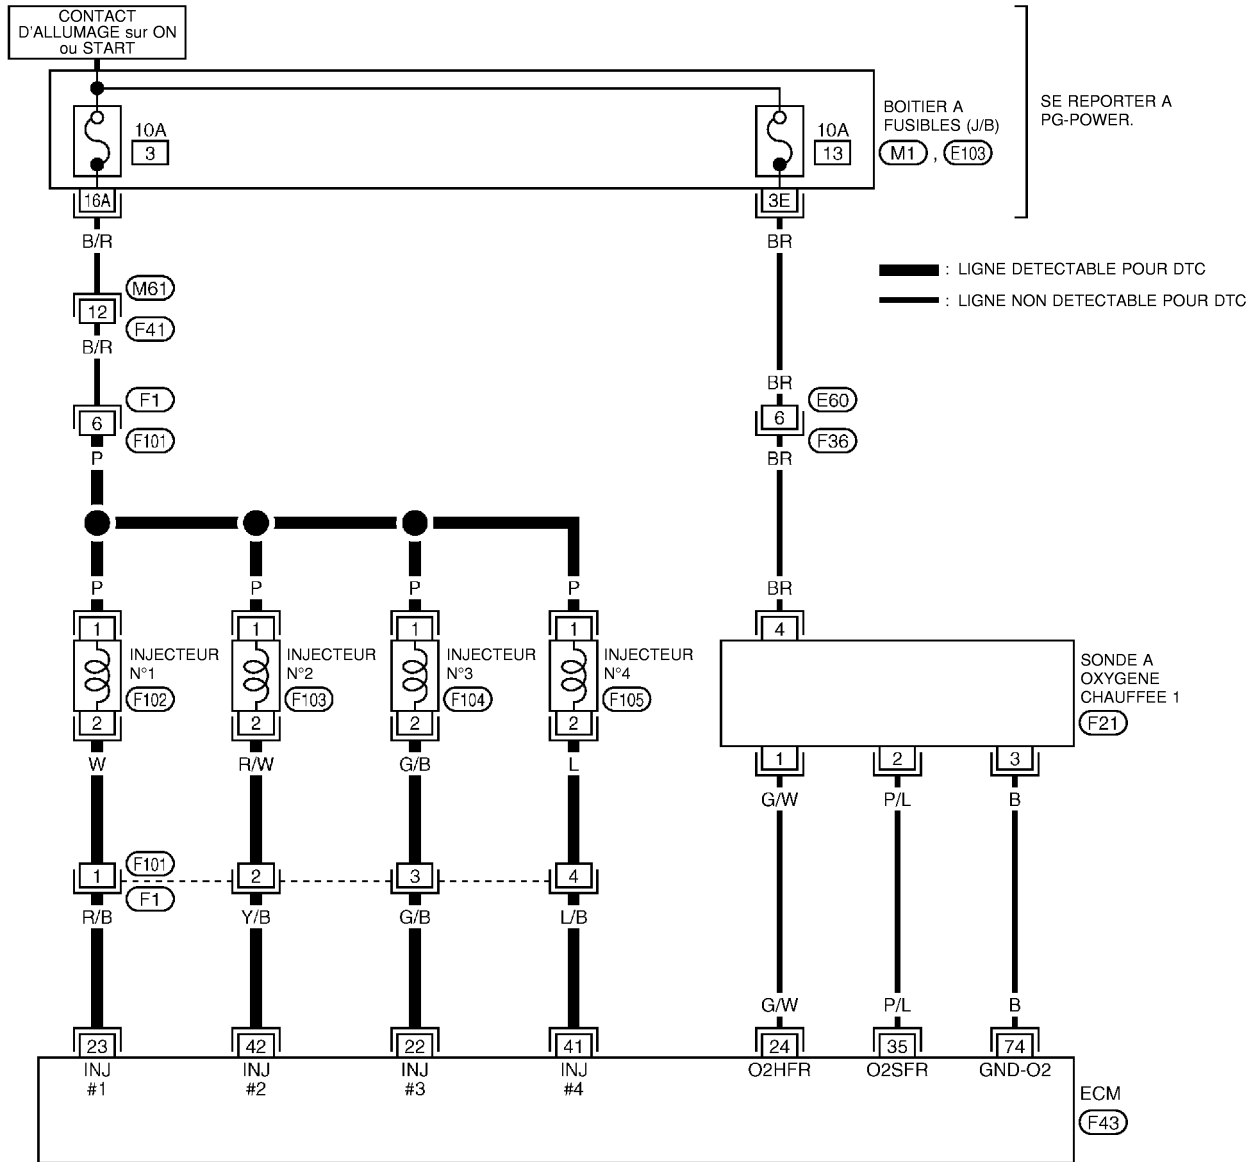 CONTACT
D'ALLUMAGE sur ON
ou START
10A
3
10A
13
BOITIER A
FUSIBLES (J/B)
M1 , E103
SE REPORTER A
PG-POWER.
16A
3E
B/R
BR
: LIGNE DETECTABLE POUR DTC
: LIGNE NON DETECTABLE POUR DTC
M61
12
F41
B/R
BR
F1
E60
6
6
F101
F36
P
BR
P
P
P
P
BR
1
1
1
1
4
INJECTEUR
N°1
F102
INJECTEUR
N°2
F103
INJECTEUR
N°3
F104
INJECTEUR
N°4
F105
SONDE A
OXYGENE
CHAUFFEE 1
F21
2
2
2
2
1
2
3
W
R/W
G/B
L
G/W
P/L
B
F101
1
2
3
4
F1
R/B
Y/B
G/B
L/B
G/W
P/L
B
23
42
22
41
24
35
74
INJ
#1
INJ
#2
INJ
#3
INJ
#4
O2HFR
O2SFR
GND-O2
ECM
F43